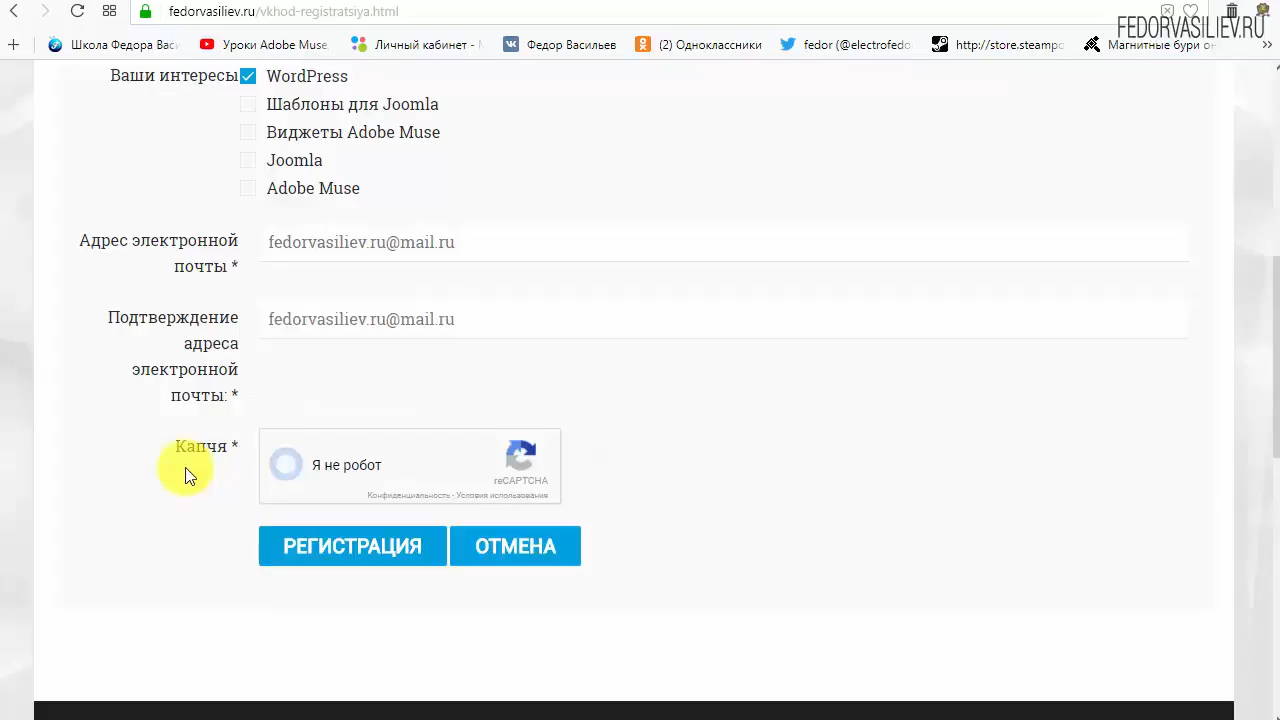 fedorvasiliev.ru/vkhod-registratsiya.html
FEDORVASILIEV.RU
Школа Федора Васи
Уроки Adobe Muse,
Личный кабинет -
Федор Васильев
(2) Одноклассники
fedor (@electrofedo
http://store.steampo
Магнитные бури он
Ваши интересы
WordPress
Шаблоны для Joomla
Виджеты Adobe Muse
Joomla
Adobe Muse
Адрес электронной
почты *
fedorvasiliev.ru@mail.ru
Подтверждение
адреса
электронной
почты: *
fedorvasiliev.ru@mail.ru
Капчя *
Я не робот
reCAPTCHA
Конфиденциальность - Условия использования
РЕГИСТРАЦИЯ
ОТМЕНА